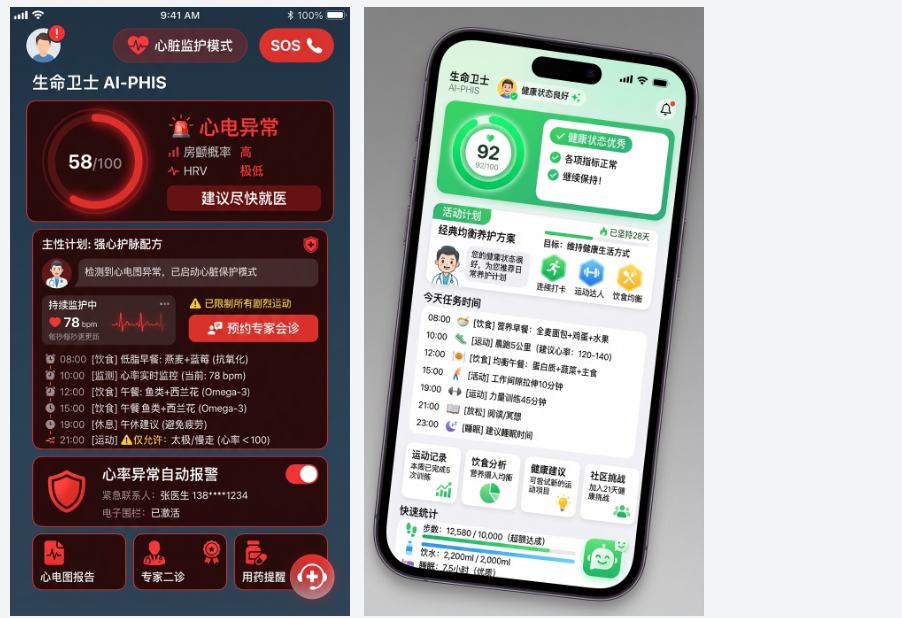 9:41 AM
100%
心脏监护模式
SOS
生命卫士 AI-PHIS
58/100
心电异常
房颤概率 高
HRV 极低
建议尽快就医
主性计划: 强心护脉配方
检测到心电图异常，已启动心脏保护模式
持续监护中
78 bpm
每秒每秒更更新
已限制所有剧烈运动
预约专家会诊
08:00 [饮食] 低脂早餐: 燕麦+蓝莓 (抗氧化)
10:00 [监测] 心率实时监控 (当前: 78 bpm)
12:00 [饮食] 午餐: 鱼类+西兰花 (Omega-3)
15:00 [饮食] 午餐 鱼类+西兰花 (Omega-3)
19:00 [休息] 午休建议 (避免疲劳)
21:00 [运动] 仅允许：太极/慢走 (心率＜100)
心率异常自动报警
紧急联系人：张医生 138****1234
电子围栏：已激活
心电图报告
专家二诊
用药提醒
生命卫士
AI-PHIS
健康状态良好
92
92/100
健康状态优秀
各项指标正常
继续保持！
活动计划
经典均衡养护方案
您的健康状态很
好，为您推荐日
常养护计划
已坚持28天
目标：维持健康生活方式
连续打卡
运动达人
饮食均衡
今天任务时间
08:00 [饮食] 营养早餐：全麦面包+鸡蛋+水果
10:00 [运动] 晨跑5公里（建议心率：120-140）
12:00 [饮食] 均衡午餐：蛋白质+蔬菜+主食
15:00 [活动] 工作间隙拉伸10分钟
19:00 [运动] 力量训练45分钟
21:00 [放松] 阅读/冥想
23:00 [睡眠] 建议睡眠时间
运动记录
本周已完成5
次训练
饮食分析
营养摄入均衡
健康建议
可尝试新的运
动项目
社区挑战
加入21天健
康挑战
快速统计
步数：12,580 / 10,000（超额达成）
饮水：2,200ml / 2,000ml
睡眠：7.5小时（优质）